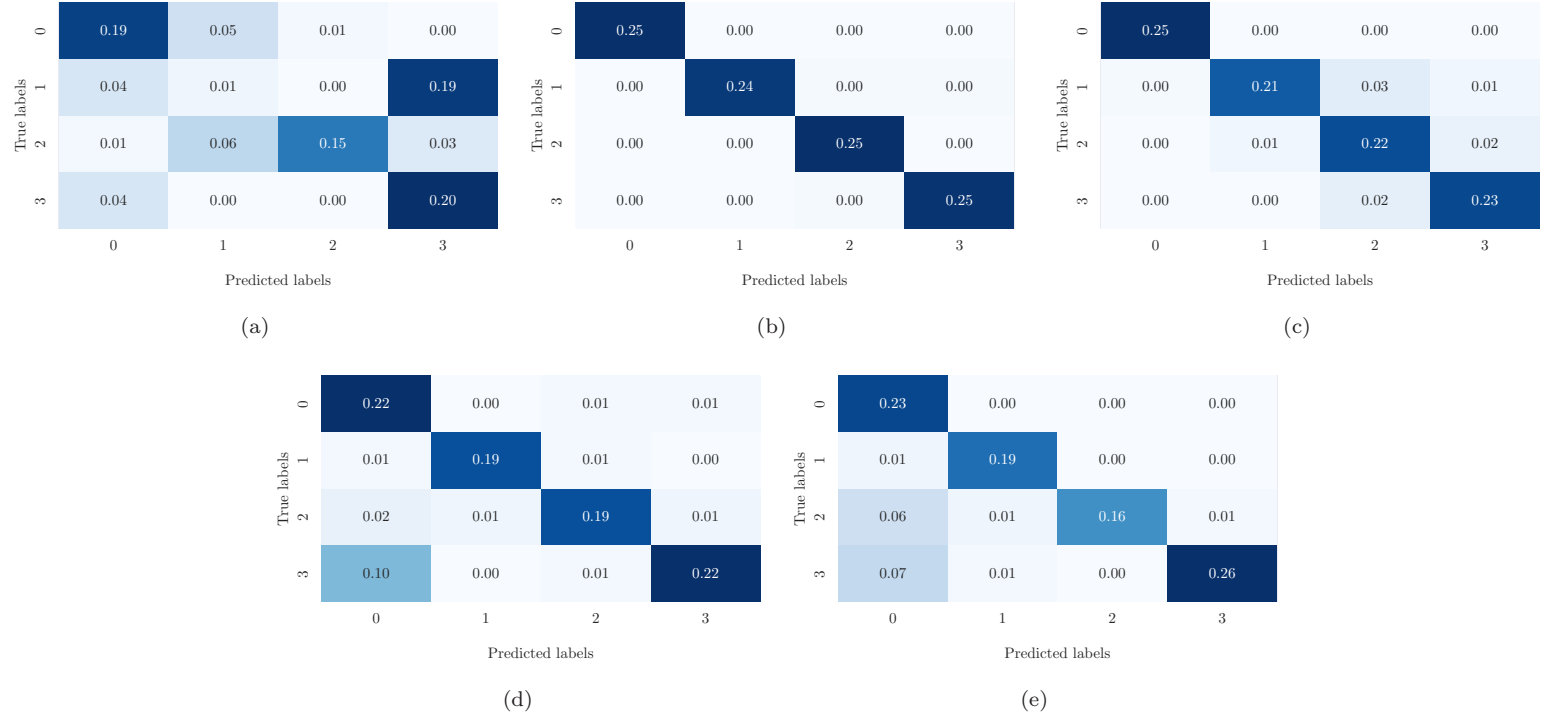 0 0.19 0.05 0.01 0.00
1 0.04 0.01 0.00 0.19
2 0.01 0.06 0.15 0.03
3 0.04 0.00 0.00 0.20
True labels
0 1 2 3
Predicted labels
(a)
0 0.25 0.00 0.00 0.00
1 0.00 0.24 0.00 0.00
2 0.00 0.00 0.25 0.00
3 0.00 0.00 0.00 0.25
True labels
0 1 2 3
Predicted labels
(b)
0 0.25 0.00 0.00 0.00
1 0.00 0.21 0.03 0.01
2 0.00 0.01 0.22 0.02
3 0.00 0.00 0.02 0.23
True labels
0 1 2 3
Predicted labels
(c)
0 0.22 0.00 0.01 0.01
1 0.01 0.19 0.01 0.00
2 0.02 0.01 0.19 0.01
3 0.10 0.00 0.01 0.22
True labels
0 1 2 3
Predicted labels
(d)
0 0.23 0.00 0.00 0.00
1 0.01 0.19 0.00 0.00
2 0.06 0.01 0.16 0.01
3 0.07 0.01 0.00 0.26
True labels
0 1 2 3
Predicted labels
(e)